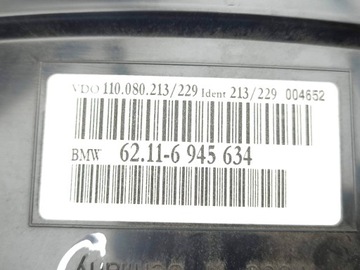 VDO 110.080.213/229 Ident 213/229 004652
BMW 62.11-6 945 634